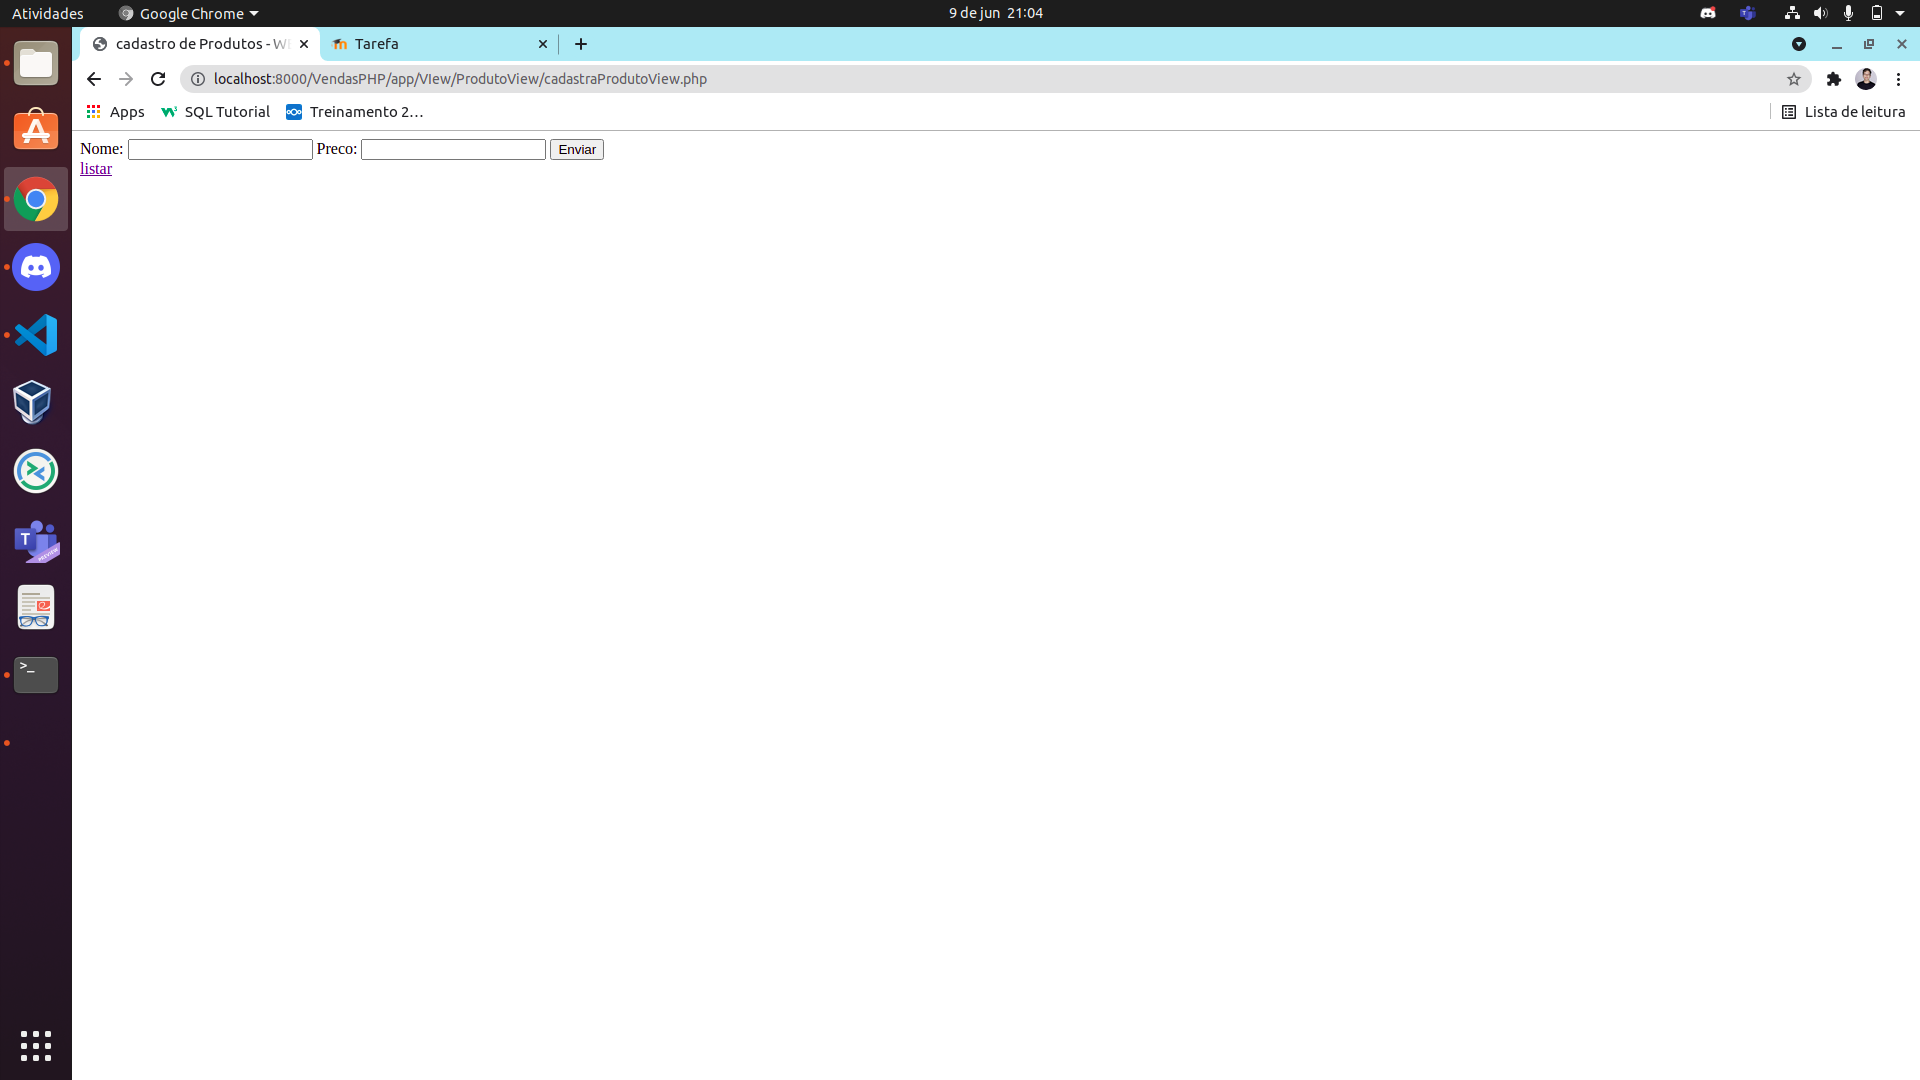 Atividades Google Chrome 9 de jun 21:04
cadastro de Produtos - W Tarefa
localhost:8000/VendasPHP/app/VIew/ProdutoView/cadastraProdutoView.php
Apps SQL Tutorial Treinamento 2... Lista de leitura
Nome: Preco: Enviar
listar